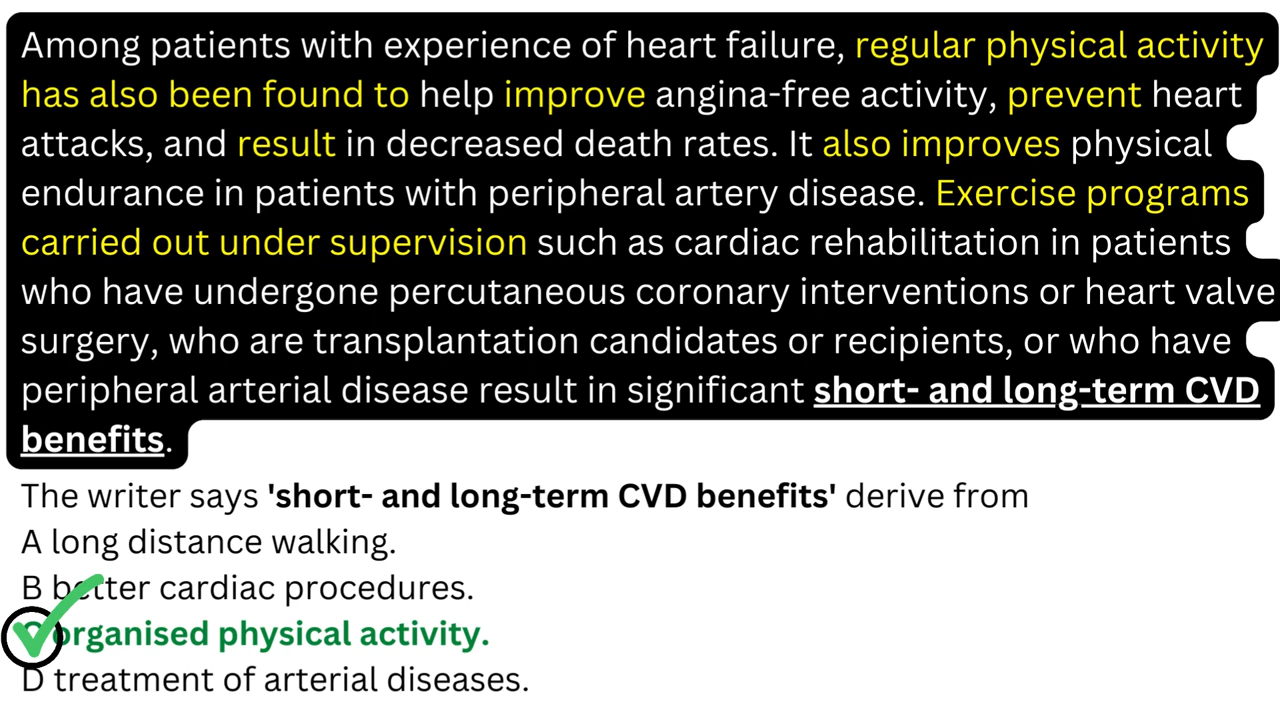 Among patients with experience of heart failure, regular physical activity
has also been found to help improve angina-free activity, prevent heart
attacks, and result in decreased death rates. It also improves physical
endurance in patients with peripheral artery disease. Exercise programs
carried out under supervision such as cardiac rehabilitation in patients
who have undergone percutaneous coronary interventions or heart valve
surgery, who are transplantation candidates or recipients, or who have
peripheral arterial disease result in significant short- and long-term CVD
benefits.
The writer says 'short- and long-term CVD benefits' derive from
A long distance walking.
B better cardiac procedures.
C organised physical activity.
D treatment of arterial diseases.